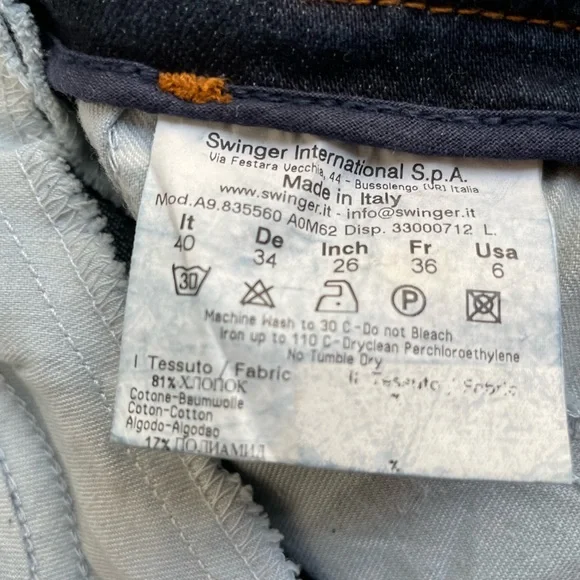 Swinger International S.p.A.
Via Festara Vecchia, 44 - Bussolengo (VR) Italia
Made in Italy
www.swinger.it - info@swinger.it
Mod.A9.835560 A0M62 Disp. 33000712 L.
It De Inch Fr Usa
40 34 26 36 6
30 A P
Machine Wash to 30 C-Do not Bleach
Iron up to 110 C-Dryclean Perchloroethylene
No Tumble Dry
I Tessuto / Fabric
81% ХЛОПОК
Cotone-Baumwolle
Coton-Cotton
Algodo-Algodao
17% ПОЛИАМИД
%